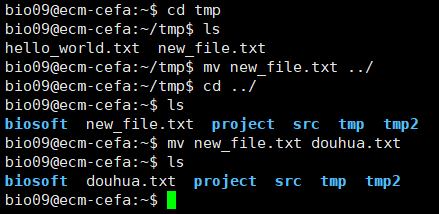 bio09@ecm-cefa:~$ cd tmp
bio09@ecm-cefa:~/tmp$ ls
hello_world.txt  new_file.txt
bio09@ecm-cefa:~/tmp$ mv new_file.txt ../
bio09@ecm-cefa:~/tmp$ cd ../
bio09@ecm-cefa:~$ ls
biosoft  new_file.txt  project  src  tmp  tmp2
bio09@ecm-cefa:~$ mv new_file.txt douhua.txt
bio09@ecm-cefa:~$ ls
biosoft  douhua.txt  project  src  tmp  tmp2
bio09@ecm-cefa:~$